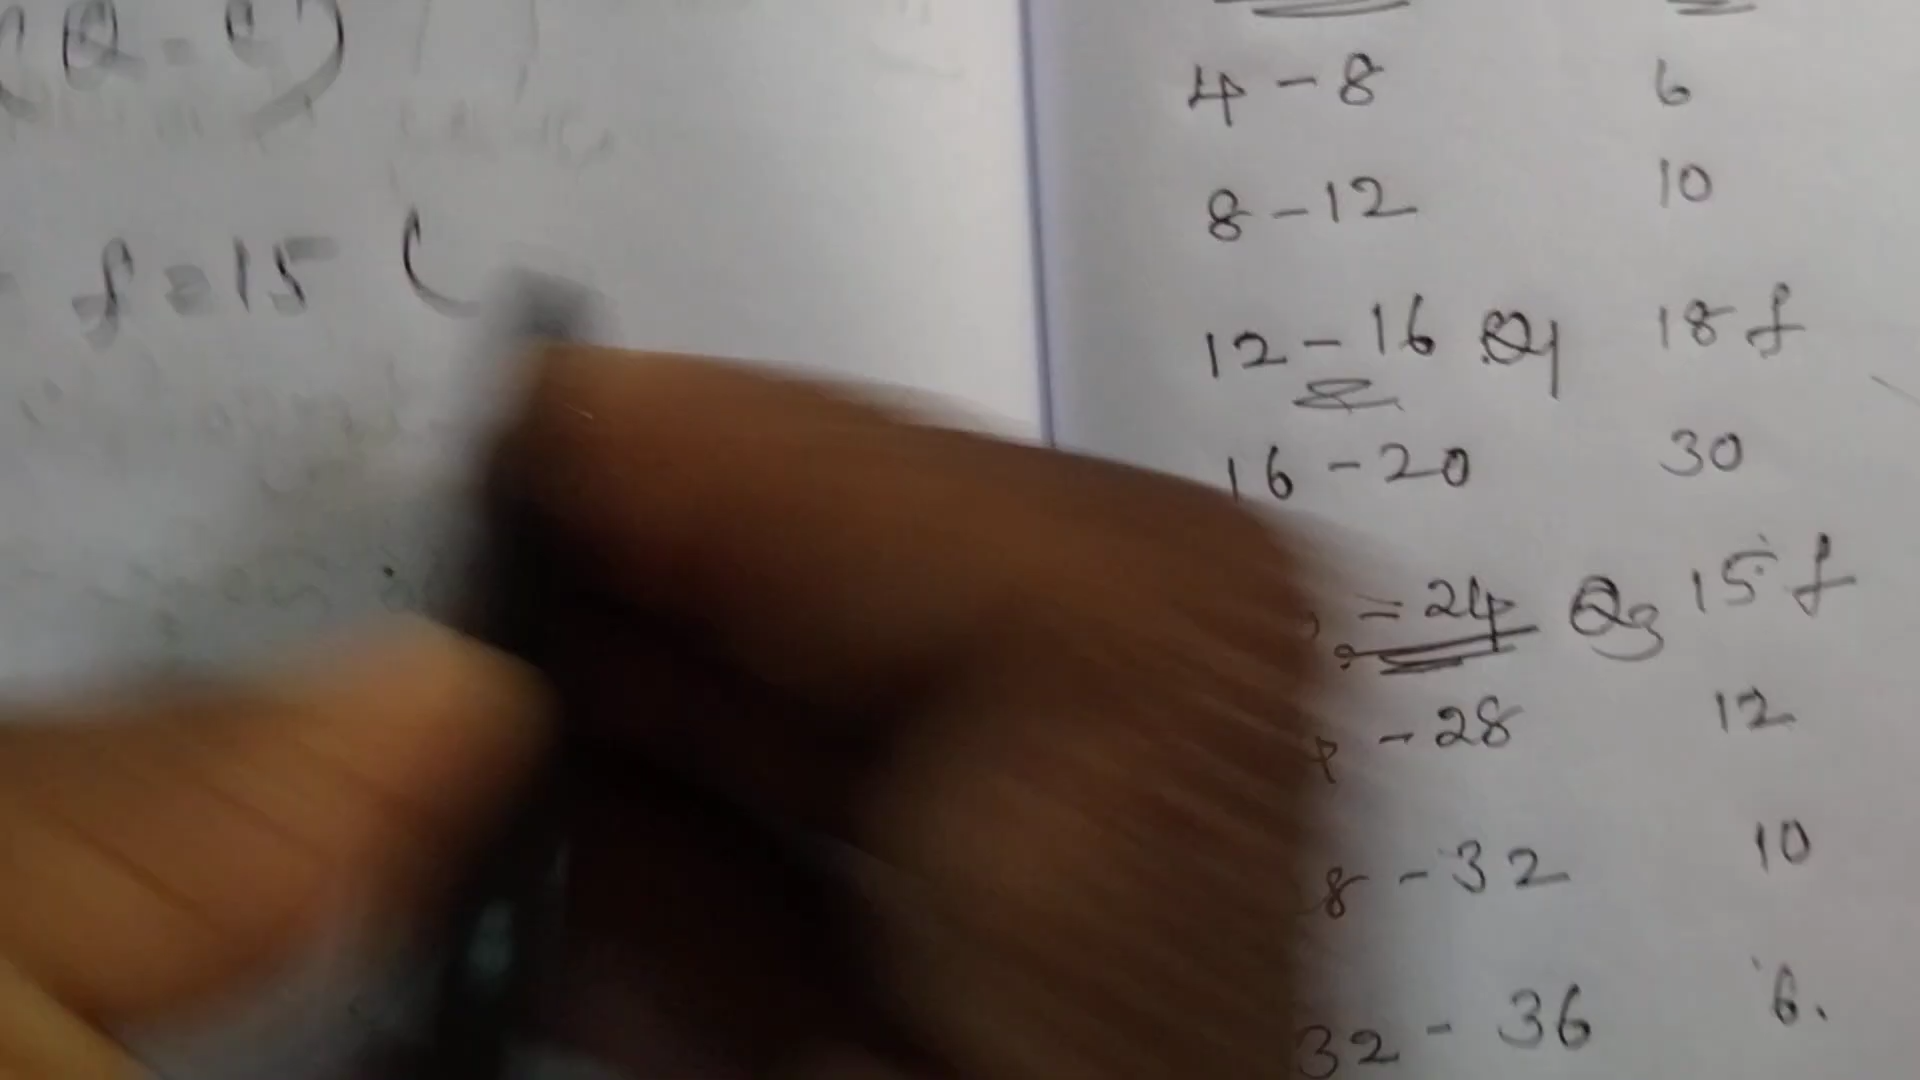 f = 15 (
4 - 8 6
8 - 12 10
12 - 16 Q1 18 f
16 - 20 30
= 24 Q3 15 f
- 28 12
8 - 32 10
32 - 36 6.